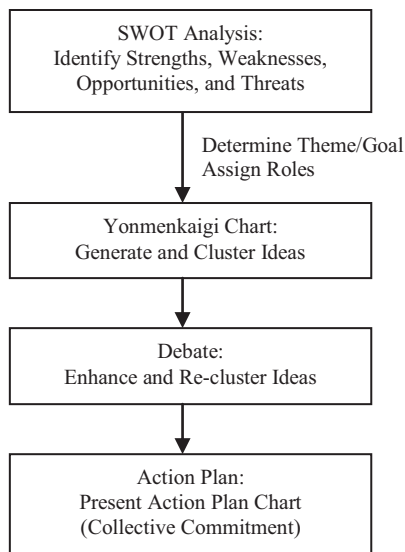 SWOT Analysis:
Identify Strengths, Weaknesses,
Opportunities, and Threats
Determine Theme/Goal
Assign Roles
Yonmenkaigi Chart:
Generate and Cluster Ideas
Debate:
Enhance and Re-cluster Ideas
Action Plan:
Present Action Plan Chart
(Collective Commitment)